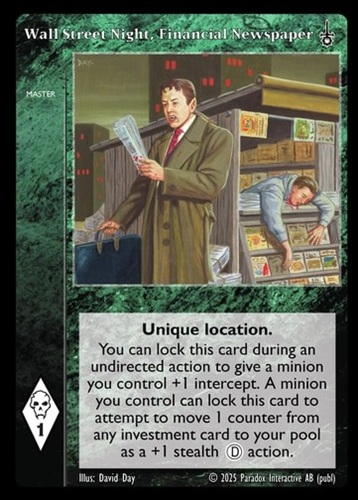 Wall Street Night, Financial Newspaper
DAY.
MASTER
Unique location.
You can lock this card during an
undirected action to give a minion
you control +1 intercept. A minion
you control can lock this card to
attempt to move 1 counter from
any investment card to your pool
as a +1 stealth Ⓓ action.
1
Illus: David Day
© 2025 Paradox Interactive AB (publ)